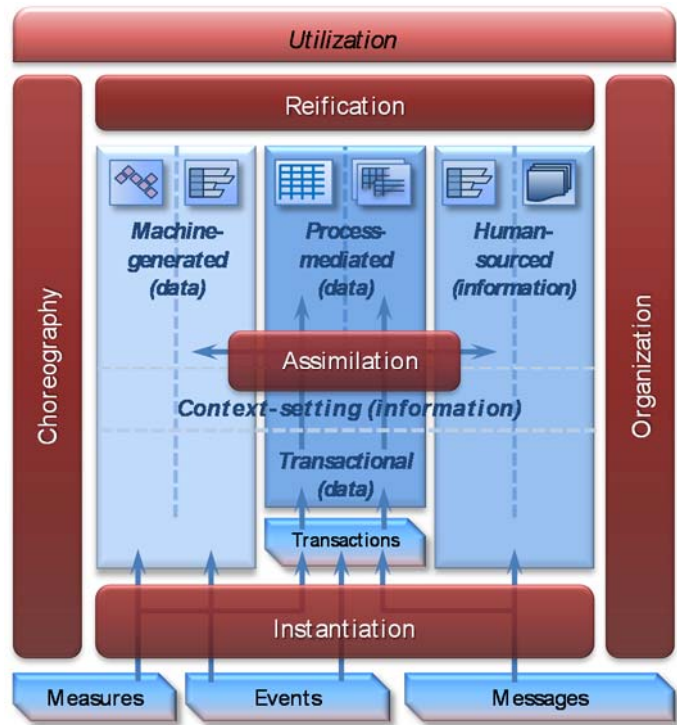 Utilization
Choreography
Reification
Organization
Machine-
generated
(data)
Process-
mediated
(data)
Human-
sourced
(information)
Assimilation
Context-setting (information)
Transactional
(data)
Transactions
Instantiation
Measures
Events
Messages